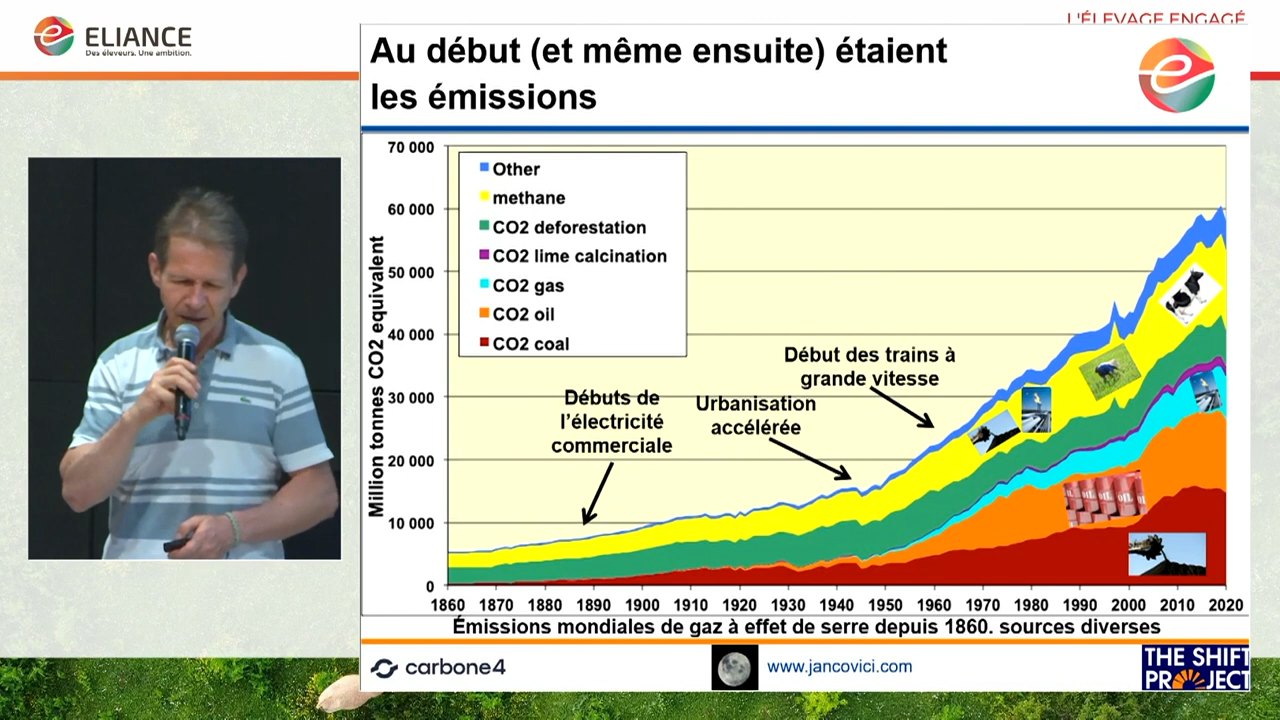 ELIANCE
Des éleveurs. Une ambition.
L'ÉLEVAGE ENGAGÉ
Au début (et même ensuite) étaient
les émissions
Million tonnes CO2 equivalent
70 000
60 000
50 000
40 000
30 000
20 000
10 000
0
Other
methane
CO2 deforestation
CO2 lime calcination
CO2 gas
CO2 oil
CO2 coal
Débuts de
l'électricité
commerciale
Urbanisation
accélérée
Début des trains à
grande vitesse
1860 1870 1880 1890 1900 1910 1920 1930 1940 1950 1960 1970 1980 1990 2000 2010 2020
Émissions mondiales de gaz à effet de serre depuis 1860. sources diverses
carbone4
www.jancovici.com
THE SHIFT
PROJECT